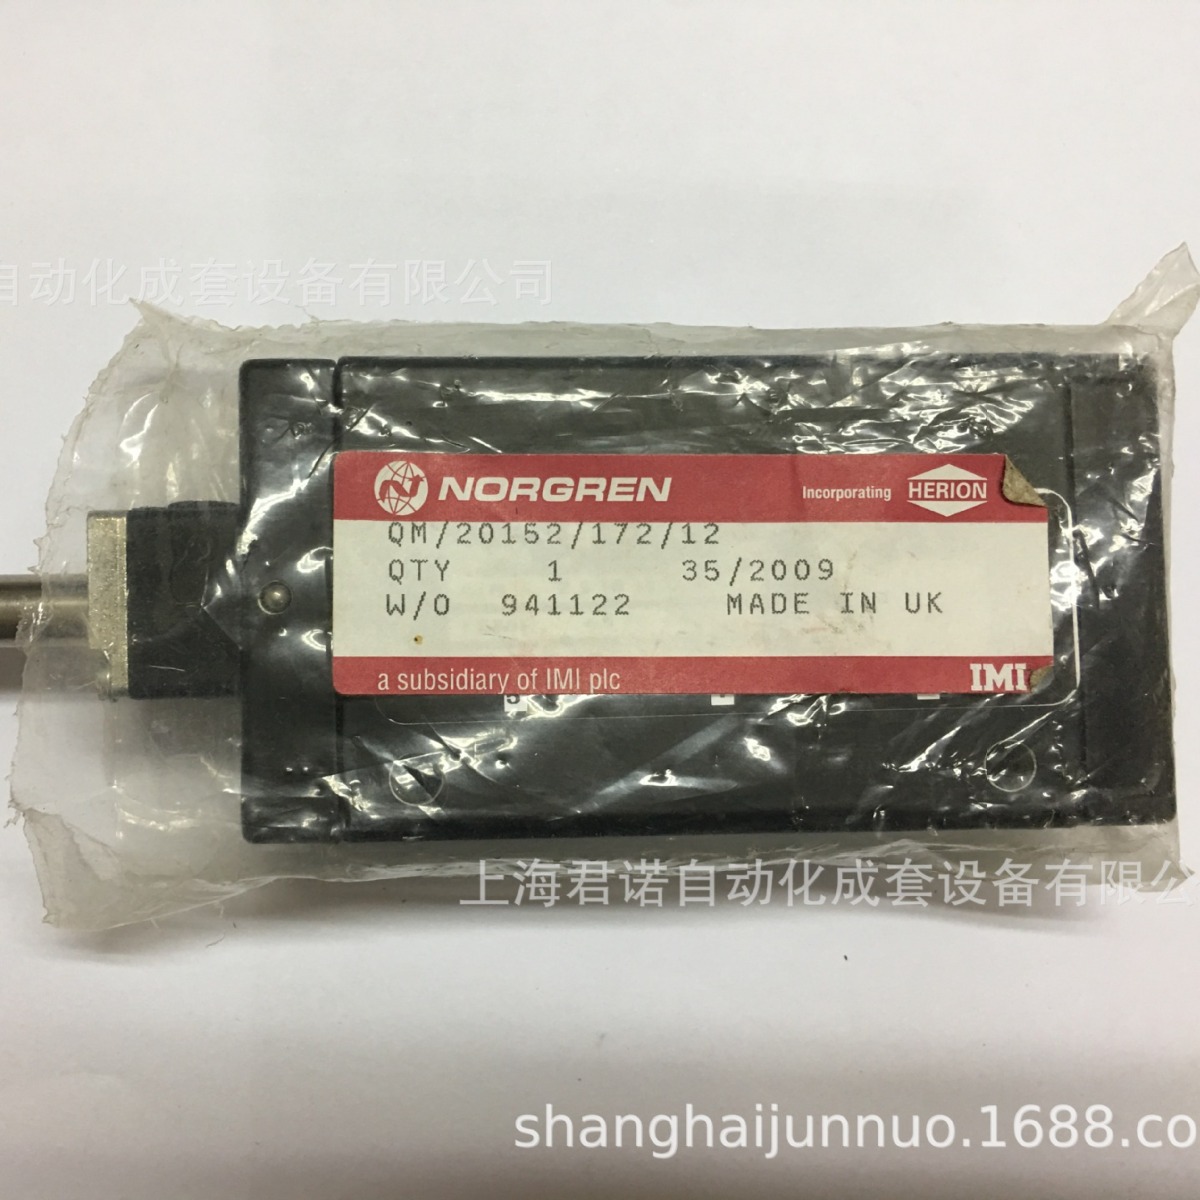 自动化成套设备有限公司
NORGREN
Incorporating HERION
QM/20152/172/12
QTY 1 35/2009
W/O 941122 MADE IN UK
a subsidiary of IMI plc
IMI
5
上海君诺自动化成套设备有限公
shanghaijunnuo.1688.co